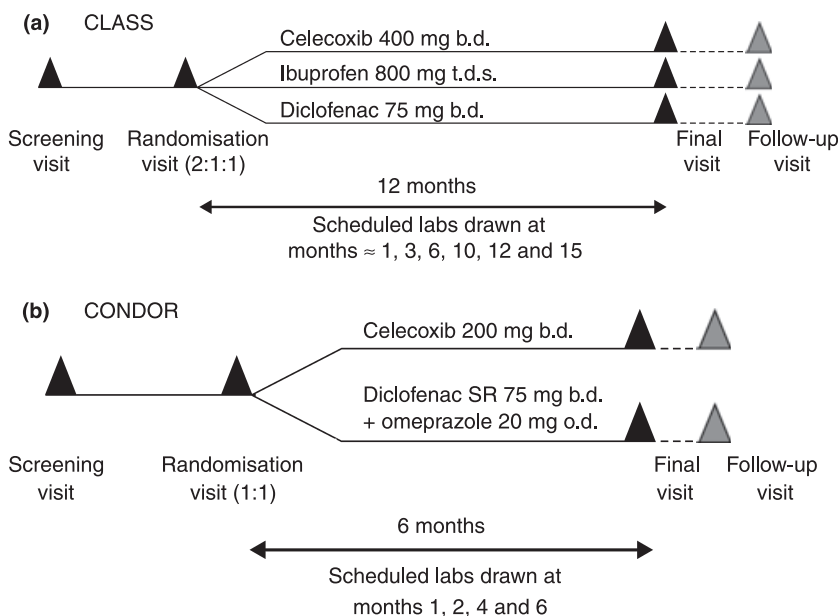 (a) CLASS
Celecoxib 400 mg b.d.
Ibuprofen 800 mg t.d.s.
Diclofenac 75 mg b.d.
Screening
visit
Randomisation
visit (2:1:1)
Final
visit
Follow-up
visit
12 months
Scheduled labs drawn at
months ≈ 1, 3, 6, 10, 12 and 15
(b) CONDOR
Celecoxib 200 mg b.d.
Diclofenac SR 75 mg b.d.
+ omeprazole 20 mg o.d.
Screening
visit
Randomisation
visit (1:1)
Final
visit
Follow-up
visit
6 months
Scheduled labs drawn at
months 1, 2, 4 and 6